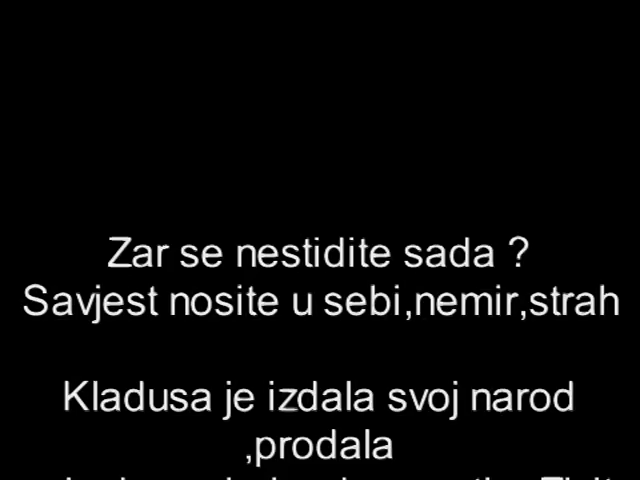 Zar se nestidite sada ?
Savjest nosite u sebi,nemir,strah
Kladusa je izdala svoj narod
,prodala